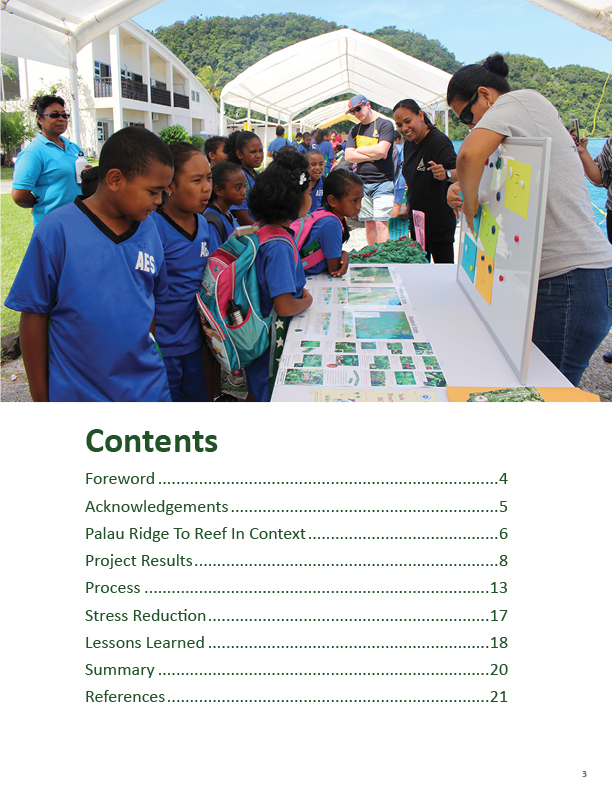 AES
AES
Contents
Foreword ........................................................................... 4
Acknowledgements ........................................................... 5
Palau Ridge To Reef In Context .......................................... 6
Project Results .................................................................. 8
Process ............................................................................ 13
Stress Reduction .............................................................. 17
Lessons Learned .............................................................. 18
Summary ......................................................................... 20
References ....................................................................... 21
3